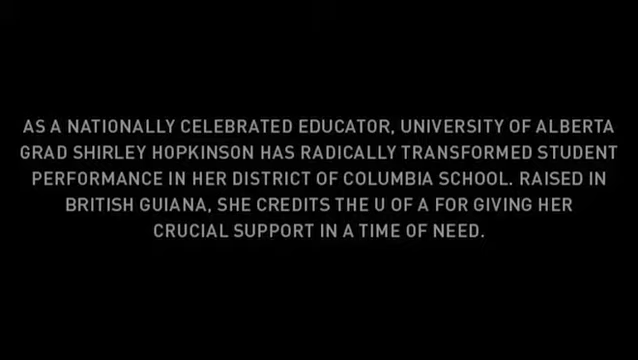 AS A NATIONALLY CELEBRATED EDUCATOR, UNIVERSITY OF ALBERTA
GRAD SHIRLEY HOPKINSON HAS RADICALLY TRANSFORMED STUDENT
PERFORMANCE IN HER DISTRICT OF COLUMBIA SCHOOL. RAISED IN
BRITISH GUIANA, SHE CREDITS THE U OF A FOR GIVING HER
CRUCIAL SUPPORT IN A TIME OF NEED.